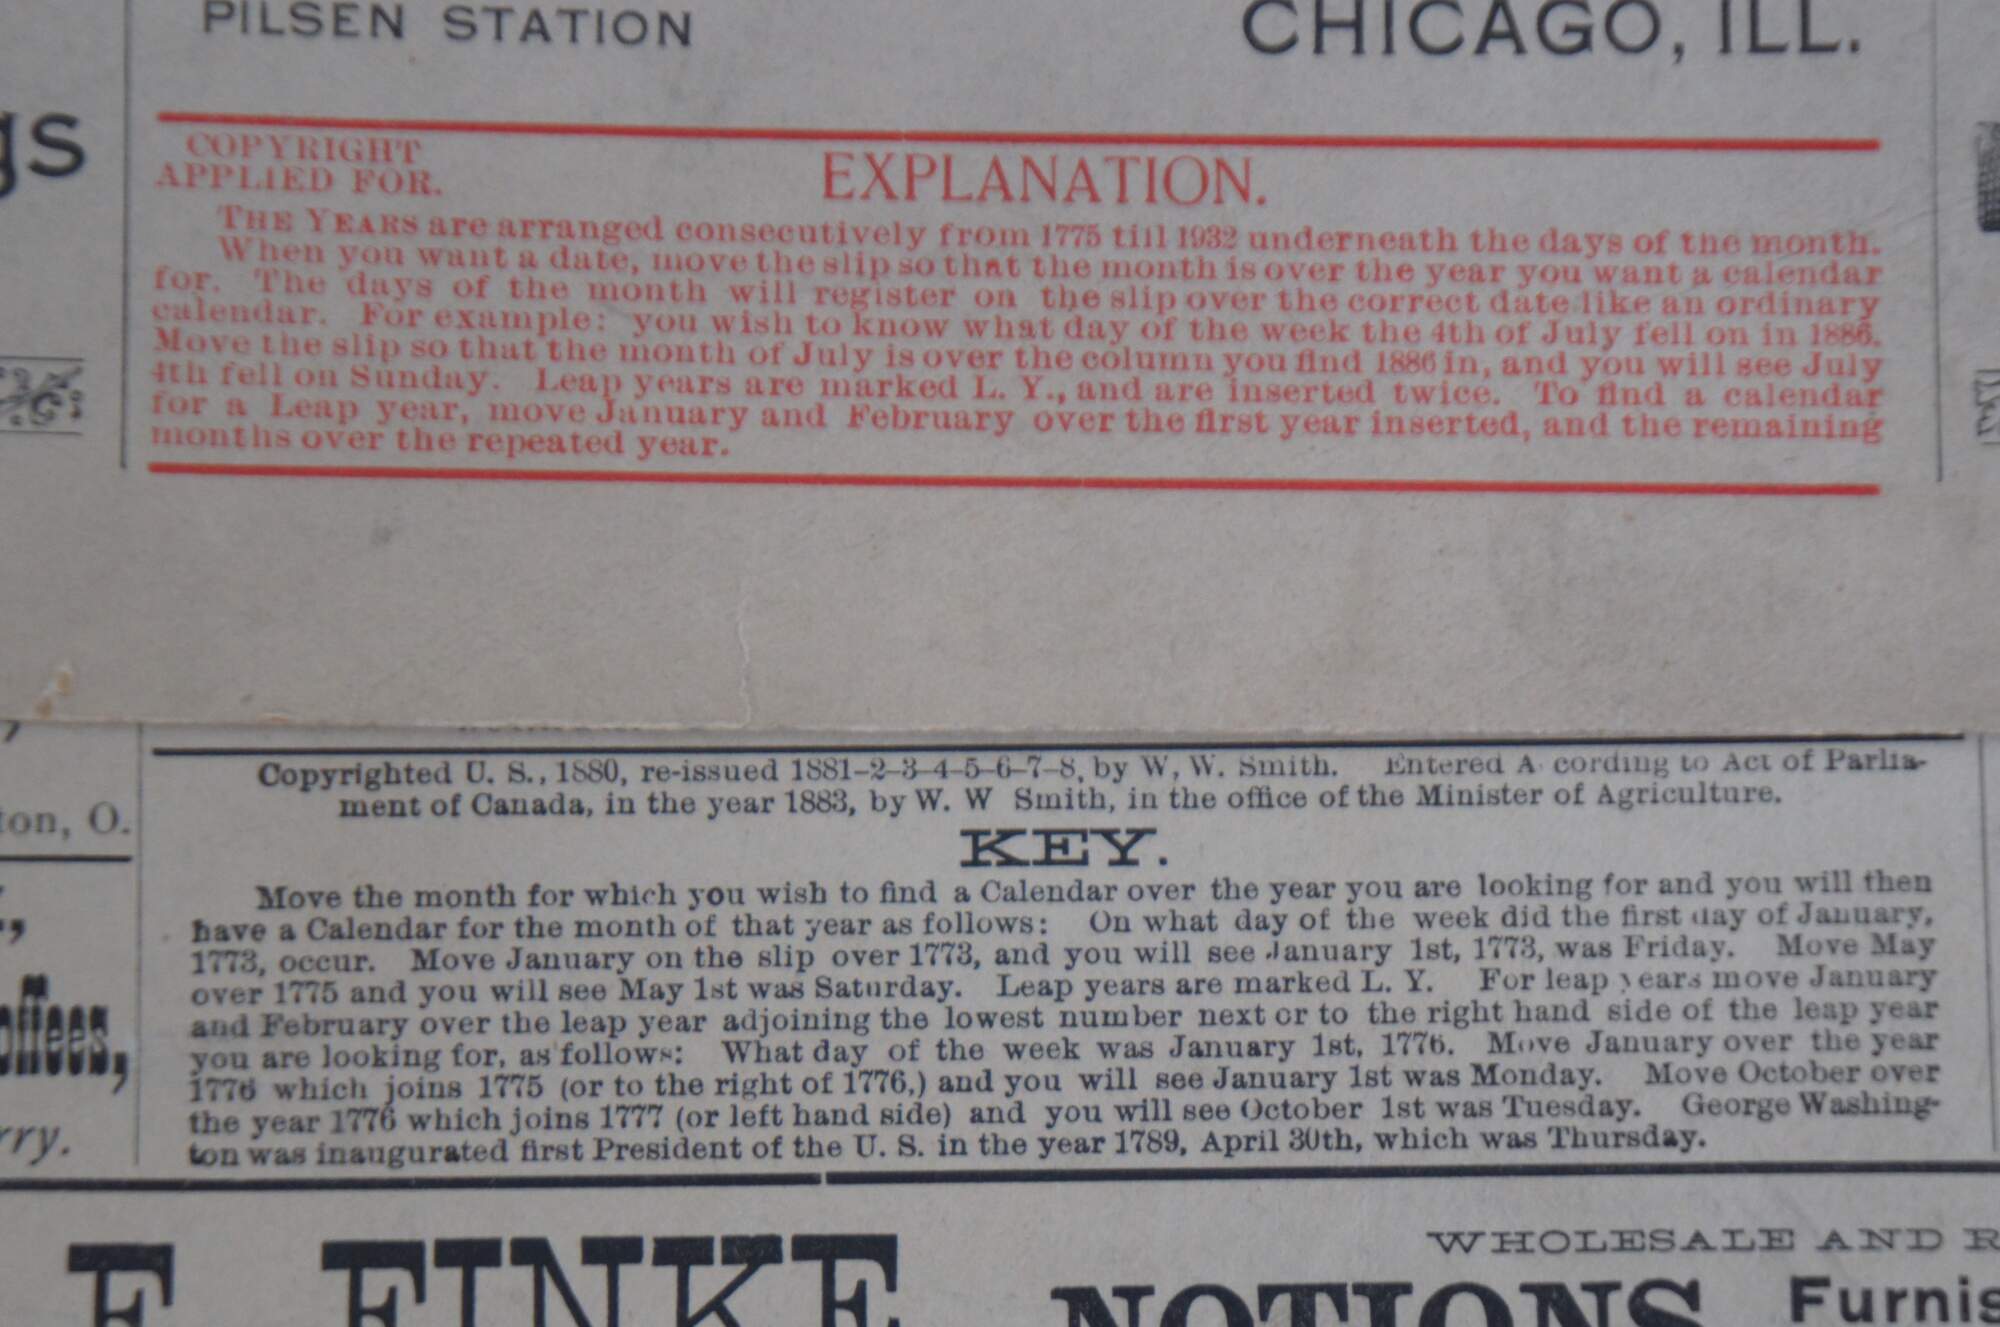 PILSEN STATION
CHICAGO, ILL.
gs
COPYRIGHT
APPLIED FOR.
EXPLANATION.
THE YEARS are arranged consecutively from 1775 till 1932 underneath the days of the month.
When you want a date, move the slip so that the month is over the year you want a calendar
for. The days of the month will register on the slip over the correct date like an ordinary
calendar. For example: you wish to know what day of the week the 4th of July fell on in 1886.
Move the slip so that the month of July is over the column you find 1886 in, and you will see July
4th fell on Sunday. Leap years are marked L. Y., and are inserted twice. To find a calendar
for a Leap year, move January and February over the first year inserted, and the remaining
months over the repeated year.
Copyrighted U. S., 1880, re-issued 1881-2-3-4-5-6-7-8, by W. W. Smith. Entered A cording to Act of Parlia-
ment of Canada, in the year 1883, by W. W Smith, in the office of the Minister of Agriculture.
ton, O.
KEY.
Move the month for which you wish to find a Calendar over the year you are looking for and you will then
have a Calendar for the month of that year as follows: On what day of the week did the first day of January,
1773, occur. Move January on the slip over 1773, and you will see January 1st, 1773, was Friday. Move May
over 1775 and you will see May 1st was Saturday. Leap years are marked L. Y. For leap years move January
and February over the leap year adjoining the lowest number next or to the right hand side of the leap year
you are looking for, as follows: What day of the week was January 1st, 1776. Move January over the year
1776 which joins 1775 (or to the right of 1776,) and you will see January 1st was Monday. Move October over
the year 1776 which joins 1777 (or left hand side) and you will see October 1st was Tuesday. George Washing-
ton was inaugurated first President of the U. S. in the year 1789, April 30th, which was Thursday.
offees,
rry.
E. FINKE
WHOLESALE AND R
NOTIONS
Furnis